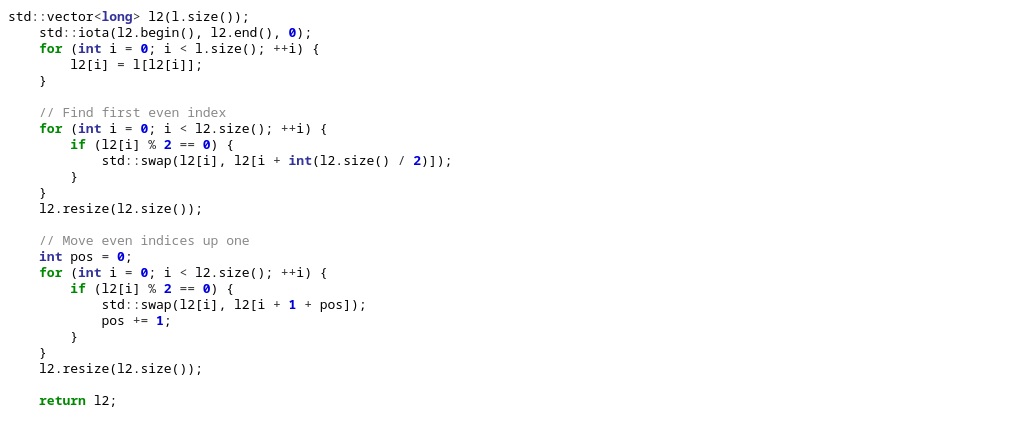 std::vector<long> l2(l.size());
    std::iota(l2.begin(), l2.end(), 0);
    for (int i = 0; i < l.size(); ++i) {
        l2[i] = l[l2[i]];
    }

    // Find first even index
    for (int i = 0; i < l2.size(); ++i) {
        if (l2[i] % 2 == 0) {
            std::swap(l2[i], l2[i + int(l2.size() / 2)]);
        }
    }
    l2.resize(l2.size());

    // Move even indices up one
    int pos = 0;
    for (int i = 0; i < l2.size(); ++i) {
        if (l2[i] % 2 == 0) {
            std::swap(l2[i], l2[i + 1 + pos]);
            pos += 1;
        }
    }
    l2.resize(l2.size());

    return l2;